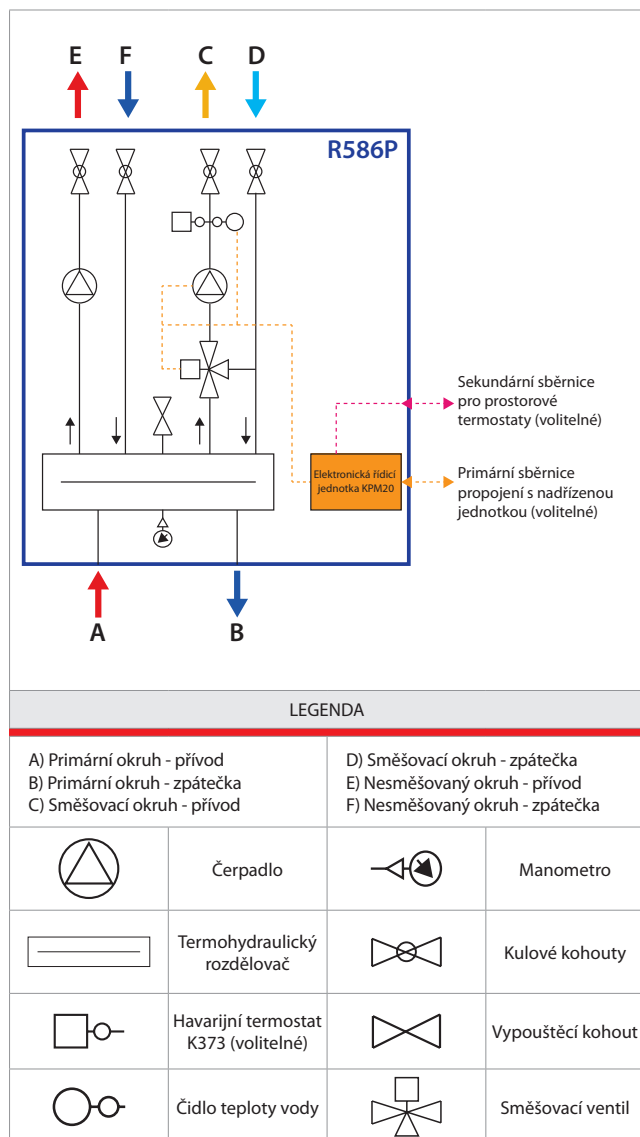 E F C D
R586P
Sekundární sběrnice
pro prostorové
termostaty (volitelné)
Elektronická řídicí
jednotka KPM20
Primární sběrnice
propojení s nadřízenou
jednotkou (volitelné)
A B
LEGENDA
A) Primární okruh - přívod
B) Primární okruh - zpátečka
C) Směšovací okruh - přívod
D) Směšovací okruh - zpátečka
E) Nesměšovaný okruh - přívod
F) Nesměšovaný okruh - zpátečka
Čerpadlo
Manometro
Termohydraulický
rozdělovač
Kulové kohouty
Havarijní termostat
K373 (volitelné)
Vypouštěcí kohout
Čidlo teploty vody
Směšovací ventil